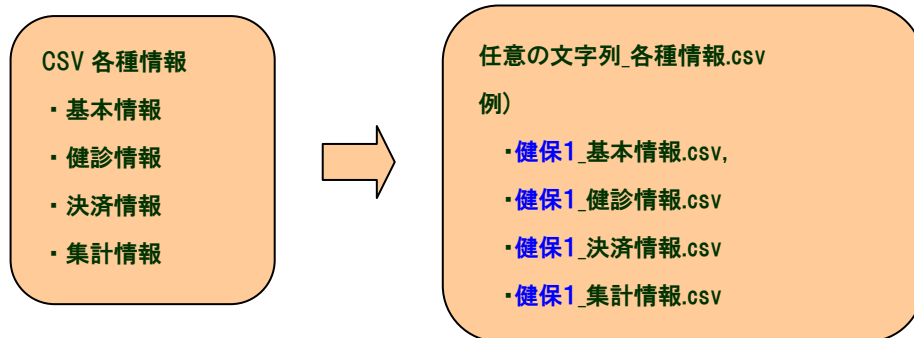 CSV 各種情報
・基本情報
・健診情報
・決済情報
・集計情報
任意の文字列_各種情報.csv
例）
・健保1_基本情報.csv,
・健保1_健診情報.csv
・健保1_決済情報.csv
・健保1_集計情報.csv